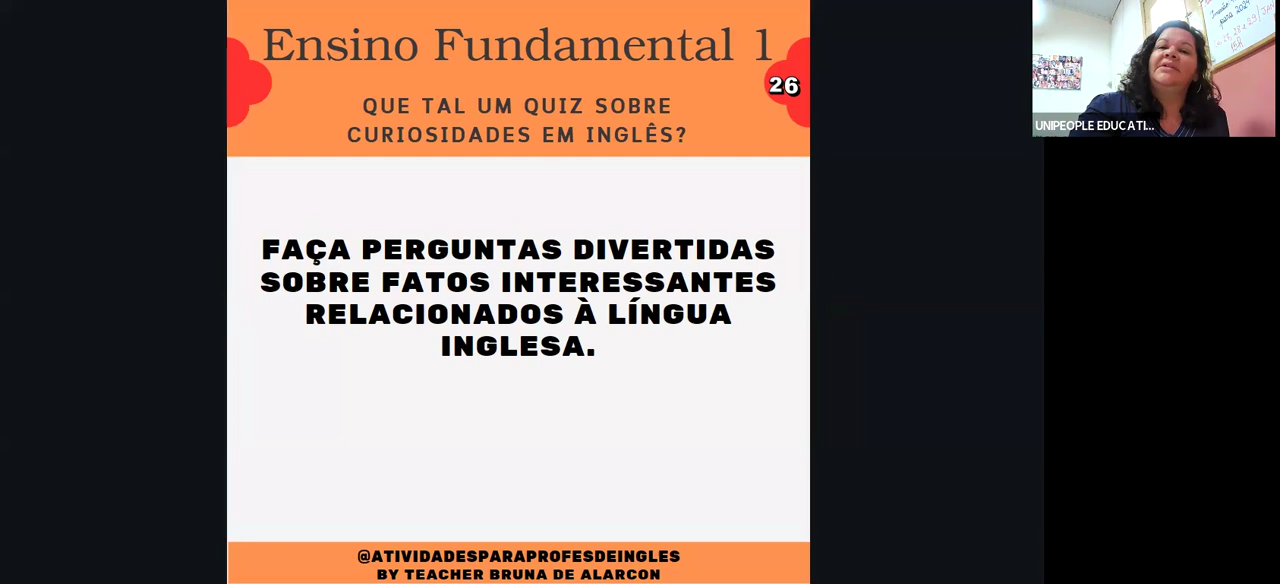 Ensino Fundamental 1
26
QUE TAL UM QUIZ SOBRE
CURIOSIDADES EM INGLÊS?
FAÇA PERGUNTAS DIVERTIDAS
SOBRE FATOS INTERESSANTES
RELACIONADOS À LÍNGUA
INGLESA.
@ATIVIDADESPARAPROFESDEINGLES
BY TEACHER BRUNA DE ALARCON
UNIPEOPLE EDUCATI...